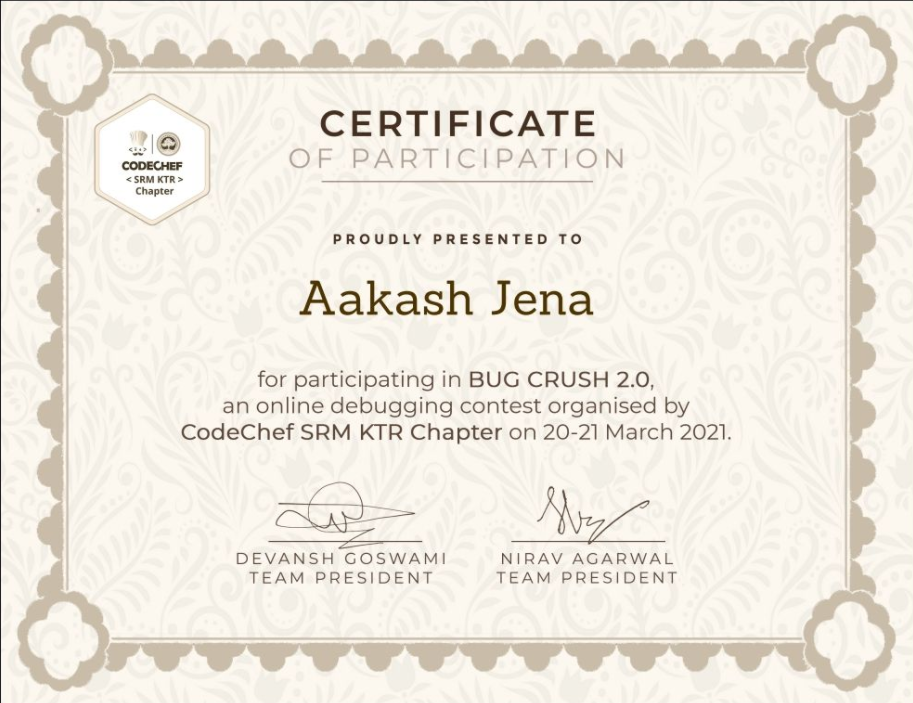 CODECHEF
< SRM KTR >
Chapter
CERTIFICATE
OF PARTICIPATION
PROUDLY PRESENTED TO
Aakash Jena
for participating in BUG CRUSH 2.0,
an online debugging contest organised by
CodeChef SRM KTR Chapter on 20-21 March 2021.
DEVANSH GOSWAMI
TEAM PRESIDENT
NIRAV AGARWAL
TEAM PRESIDENT